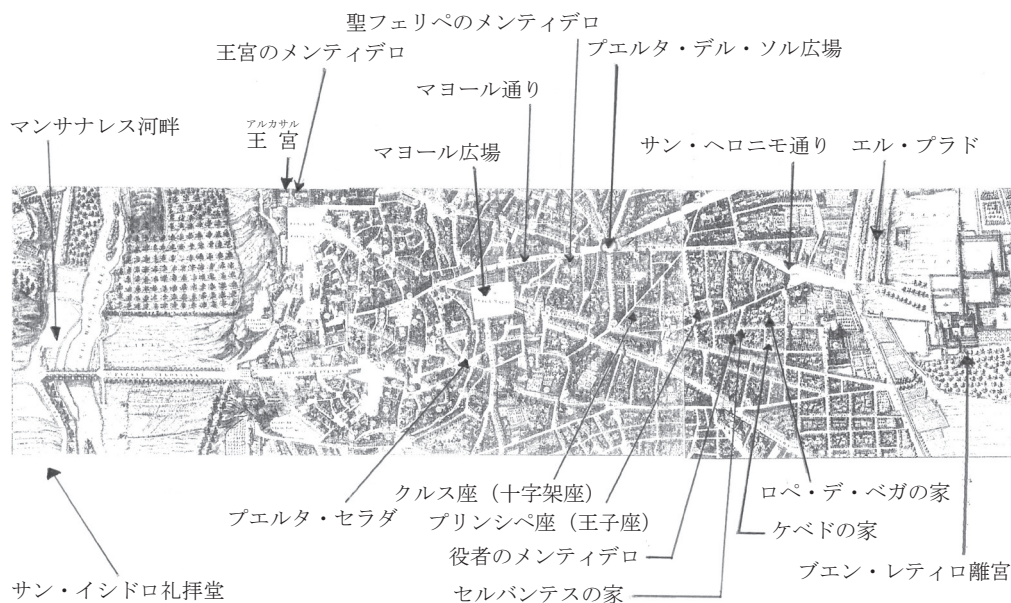 聖フェリペのメンティデロ
王宮のメンティデロ
プエルタ・デル・ソル広場
マヨール通り
マンサナレス河畔
アルカサル
王宮
マヨール広場
サン・ヘロニモ通り
エル・プラド
クルス座（十字架座）
ロペ・デ・ベガの家
プエルタ・セラダ
プリンシペ座（王子座）
ケベドの家
役者のメンティデロ
ブエン・レティロ離宮
サン・イシドロ礼拝堂
セルバンテスの家